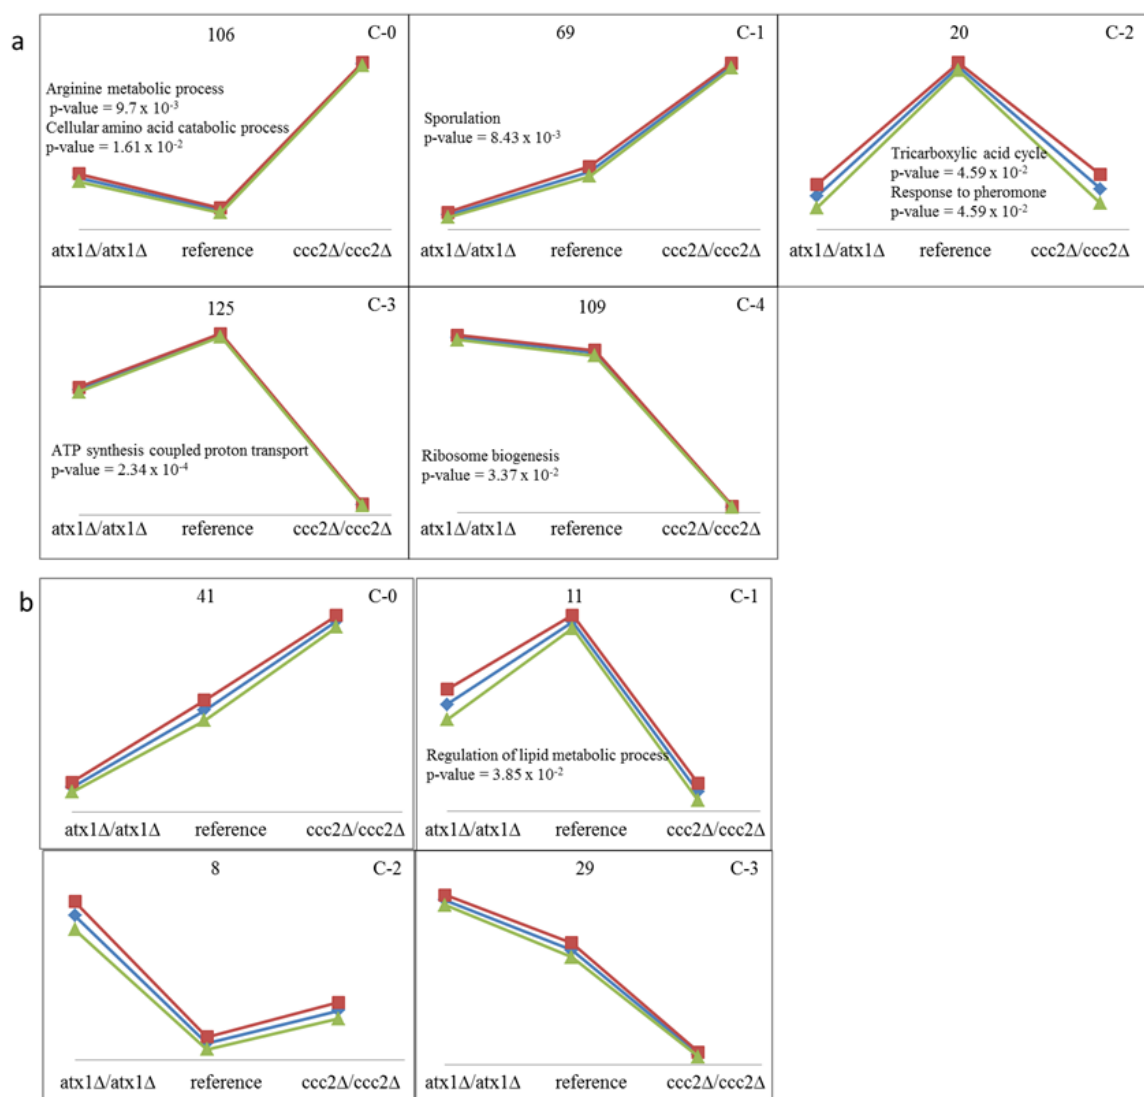 a
106 C-0
Arginine metabolic process
p-value = 9.7 x 10-3
Cellular amino acid catabolic process
p-value = 1.61 x 10-2
atx1Δ/atx1Δ reference ccc2Δ/ccc2Δ
69 C-1
Sporulation
p-value = 8.43 x 10-3
atx1Δ/atx1Δ reference ccc2Δ/ccc2Δ
20 C-2
Tricarboxylic acid cycle
p-value = 4.59 x 10-2
Response to pheromone
p-value = 4.59 x 10-2
atx1Δ/atx1Δ reference ccc2Δ/ccc2Δ
125 C-3
ATP synthesis coupled proton transport
p-value = 2.34 x 10-4
atx1Δ/atx1Δ reference ccc2Δ/ccc2Δ
109 C-4
Ribosome biogenesis
p-value = 3.37 x 10-2
atx1Δ/atx1Δ reference ccc2Δ/ccc2Δ
b
41 C-0
atx1Δ/atx1Δ reference ccc2Δ/ccc2Δ
11 C-1
Regulation of lipid metabolic process
p-value = 3.85 x 10-2
atx1Δ/atx1Δ reference ccc2Δ/ccc2Δ
8 C-2
atx1Δ/atx1Δ reference ccc2Δ/ccc2Δ
29 C-3
atx1Δ/atx1Δ reference ccc2Δ/ccc2Δ